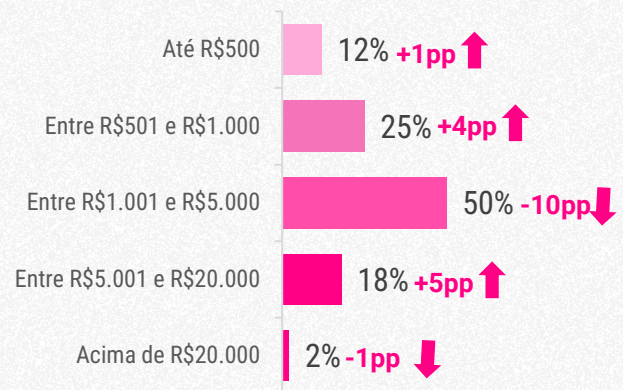 Até R$500 12% +1pp
Entre R$501 e R$1.000 25% +4pp
Entre R$1.001 e R$5.000 50% -10pp
Entre R$5.001 e R$20.000 18% +5pp
Acima de R$20.000 2% -1pp